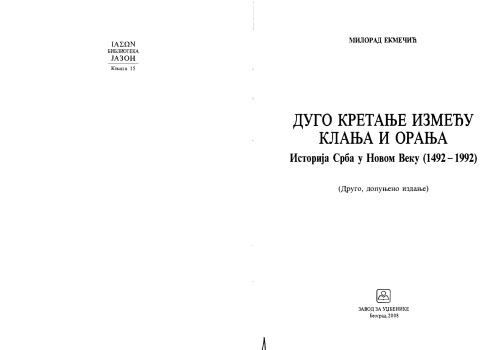 ΙΑΣΩΝ
БИБЛИОТЕКА
ЈАЗОН
Књига 15
МИЛОРАД ЕКМЕЧИЋ
ДУГО КРЕТАЊЕ ИЗМЕЂУ
КЛАЊА И ОРАЊА
Историја Срба у Новом Веку (1492 – 1992)
(Друго, допуњено издање)
ЗАВОД ЗА УЏБЕНИКЕ
Београд, 2008